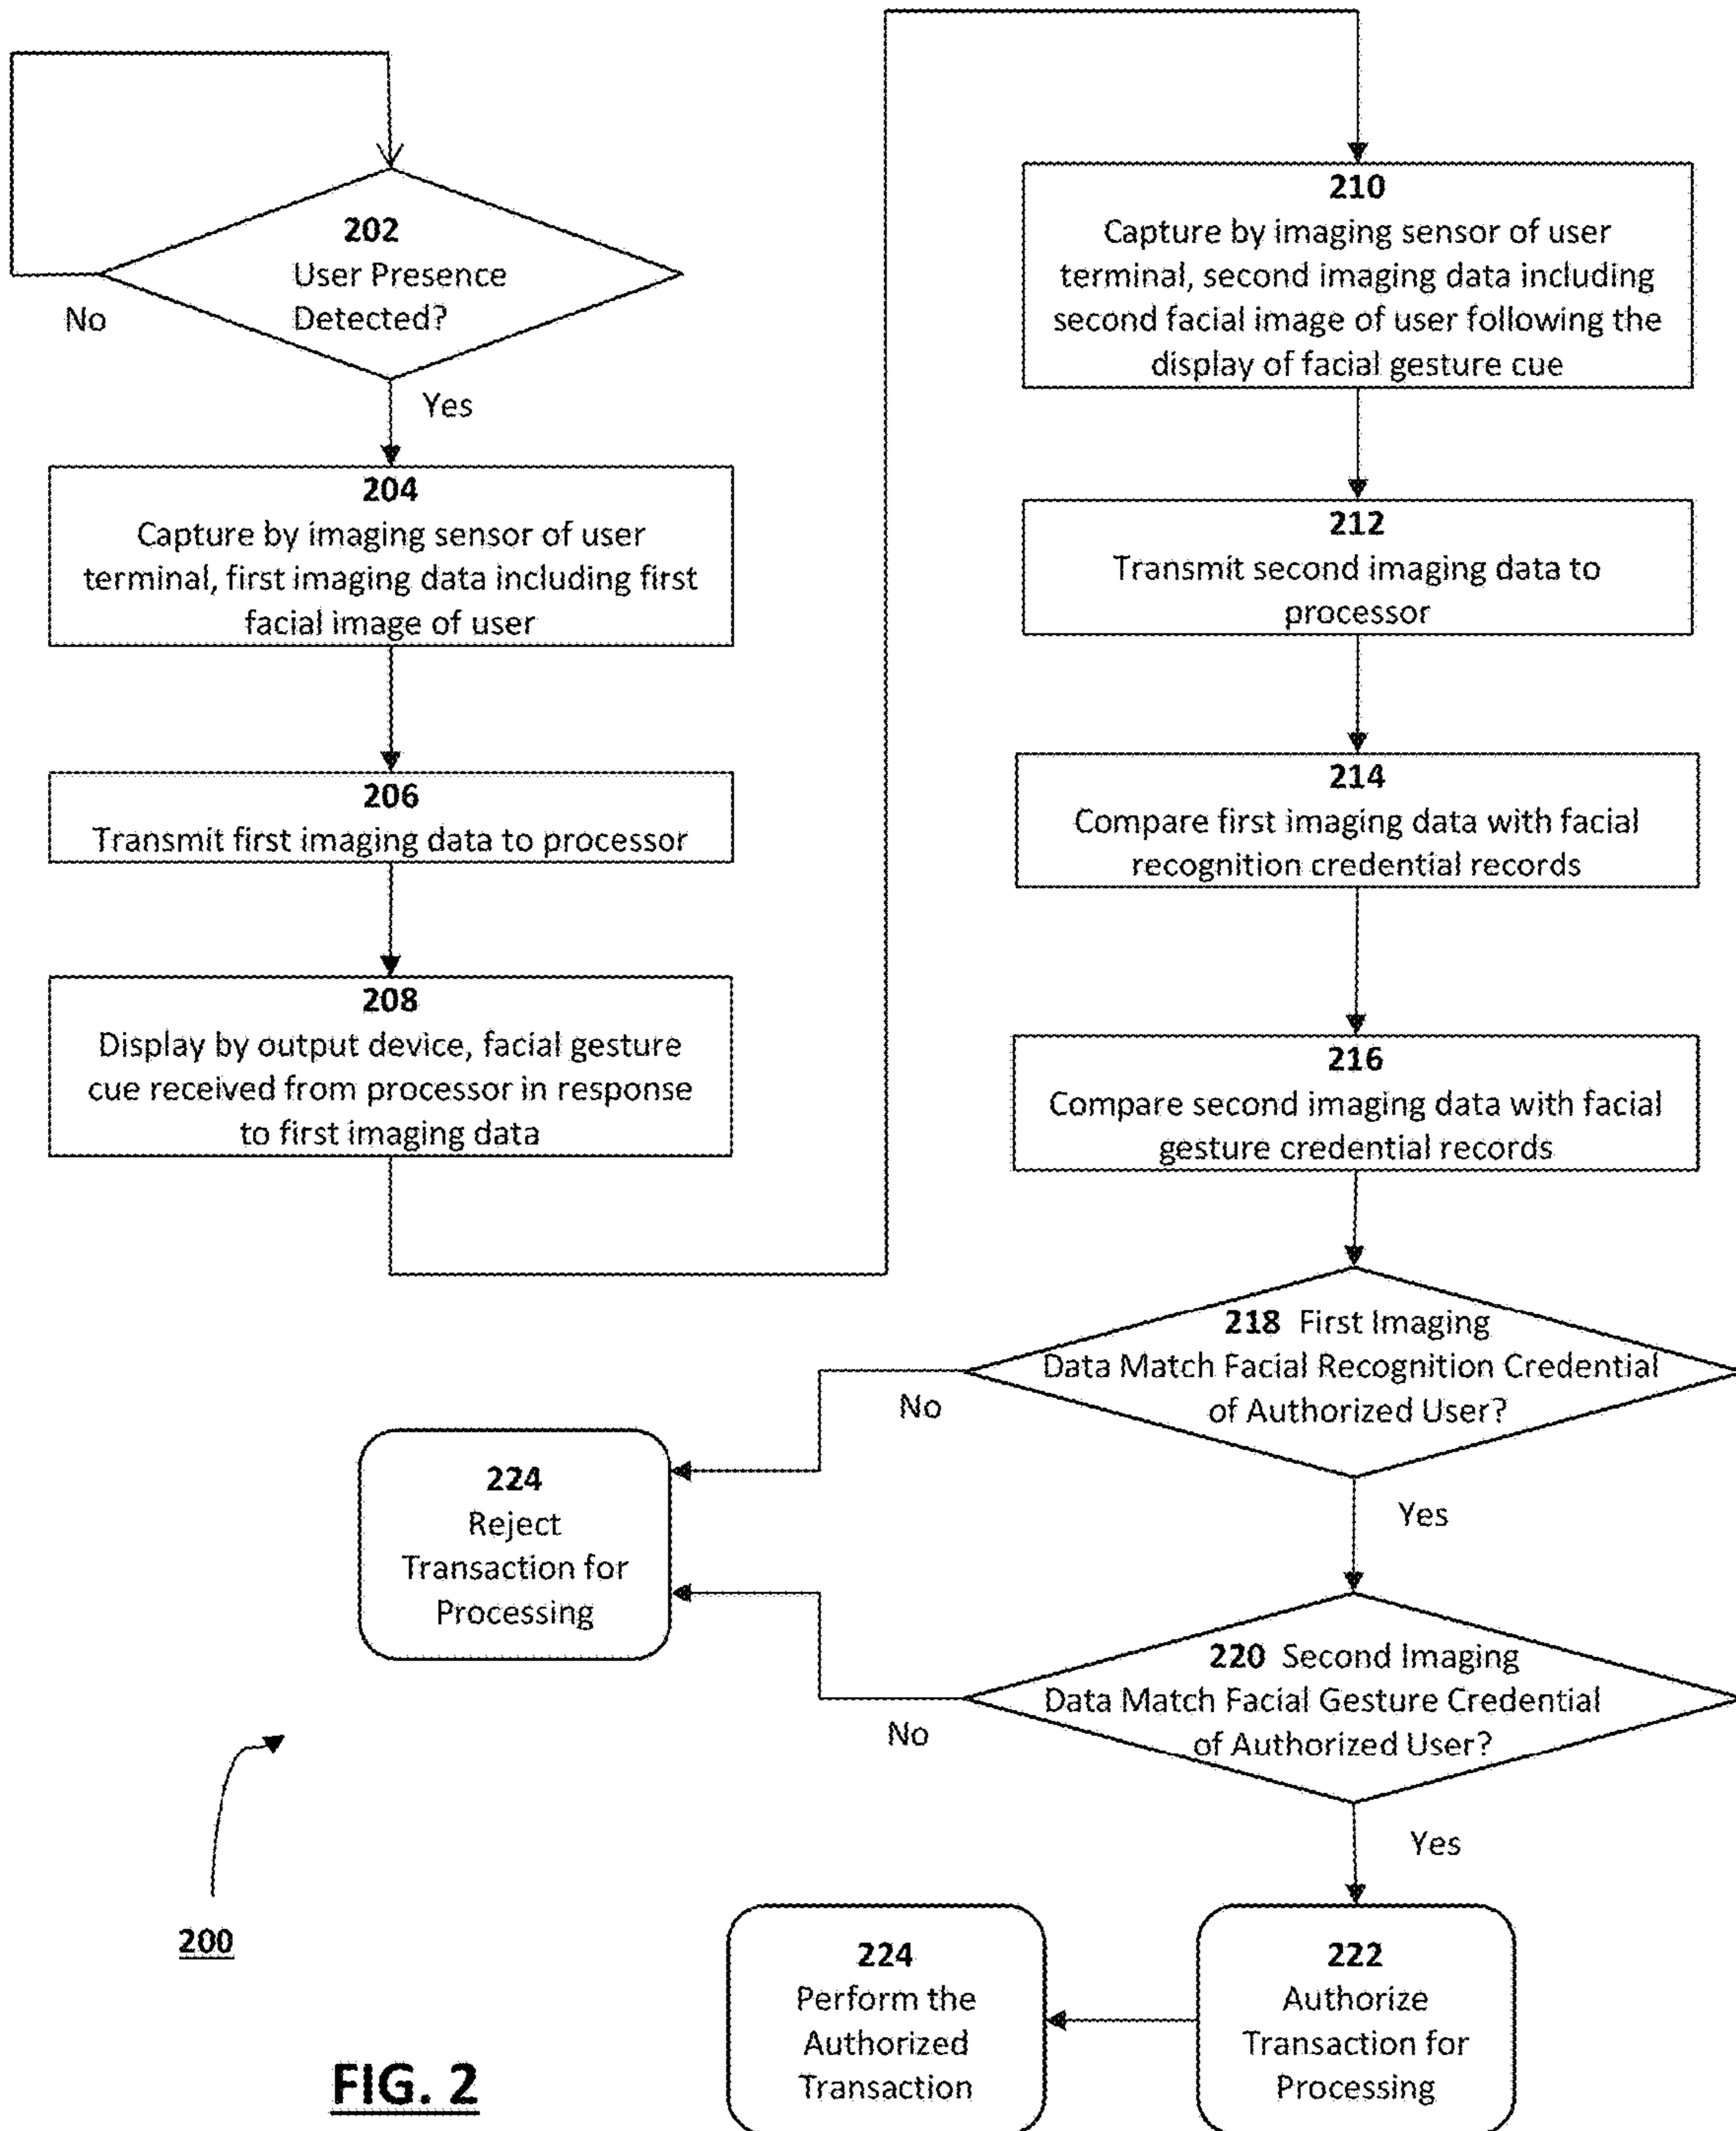 202
User Presence
Detected?
No
Yes
204
Capture by imaging sensor of user
terminal, first imaging data including first
facial image of user
206
Transmit first imaging data to processor
208
Display by output device, facial gesture
cue received from processor in response
to first imaging data
210
Capture by imaging sensor of user
terminal, second imaging data including
second facial image of user following the
display of facial gesture cue
212
Transmit second imaging data to
processor
214
Compare first imaging data with facial
recognition credential records
216
Compare second imaging data with facial
gesture credential records
218 First Imaging
Data Match Facial Recognition Credential
of Authorized User?
No
Yes
224
Reject
Transaction for
Processing
220 Second Imaging
Data Match Facial Gesture Credential
of Authorized User?
No
Yes
222
Authorize
Transaction for
Processing
224
Perform the
Authorized
Transaction
200
FIG. 2